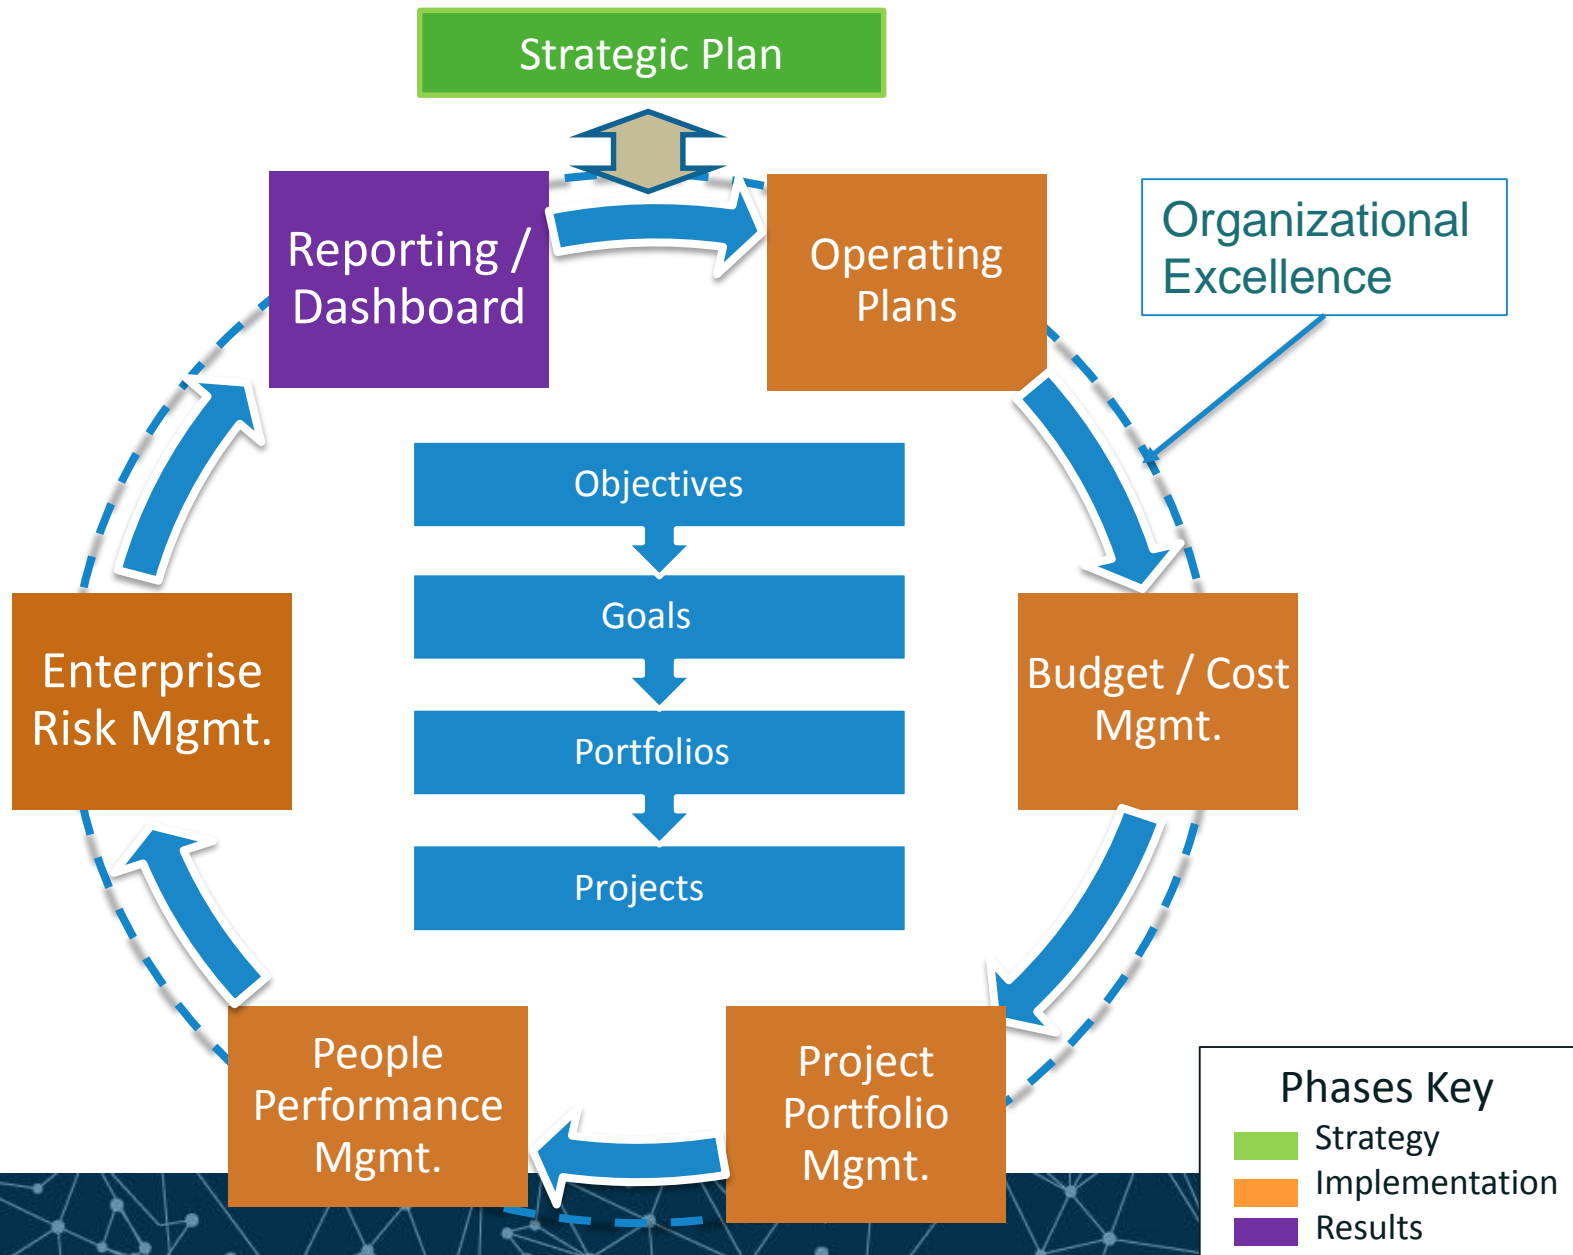 Strategic Plan
Reporting /
Dashboard
Operating
Plans
Organizational
Excellence
Objectives
Goals
Portfolios
Projects
Enterprise
Risk Mgmt.
Budget / Cost
Mgmt.
People
Performance
Mgmt.
Project
Portfolio
Mgmt.
Phases Key
Strategy
Implementation
Results